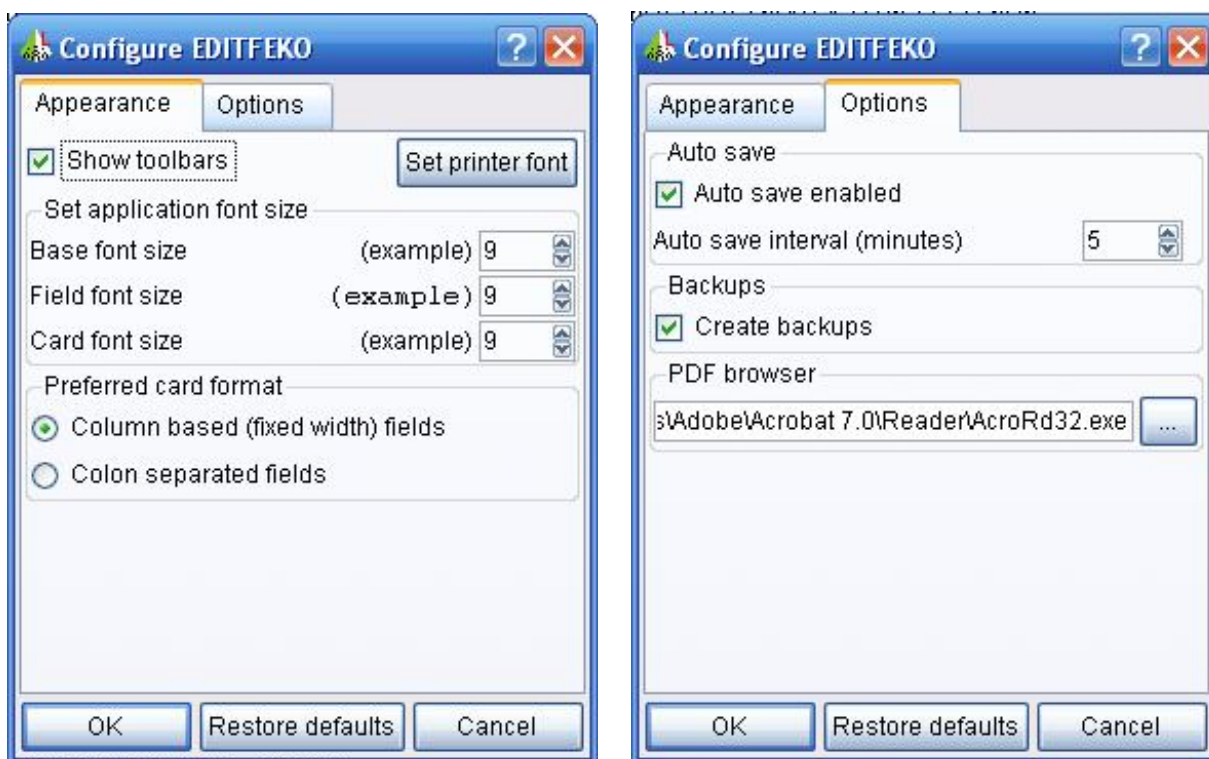 Configure EDITFEKO
Appearance Options
Show toolbars Set printer font
Set application font size
Base font size (example) 9
Field font size (example) 9
Card font size (example) 9
Preferred card format
Column based (fixed width) fields
Colon separated fields
OK Restore defaults Cancel
Configure EDITFEKO
Appearance Options
Auto save
Auto save enabled
Auto save interval (minutes) 5
Backups
Create backups
PDF browser
s\Adobe\Acrobat 7.0\Reader\AcroRd32.exe ...
OK Restore defaults Cancel